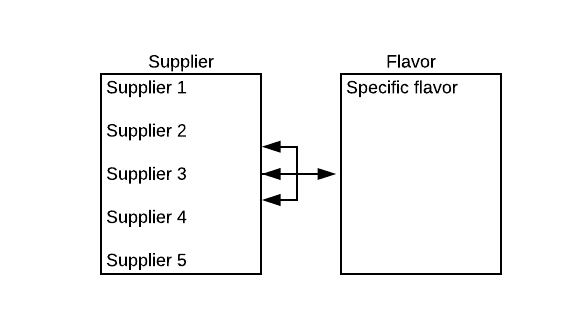 Supplier
Flavor
Supplier 1
Supplier 2
Supplier 3
Supplier 4
Supplier 5
Specific flavor